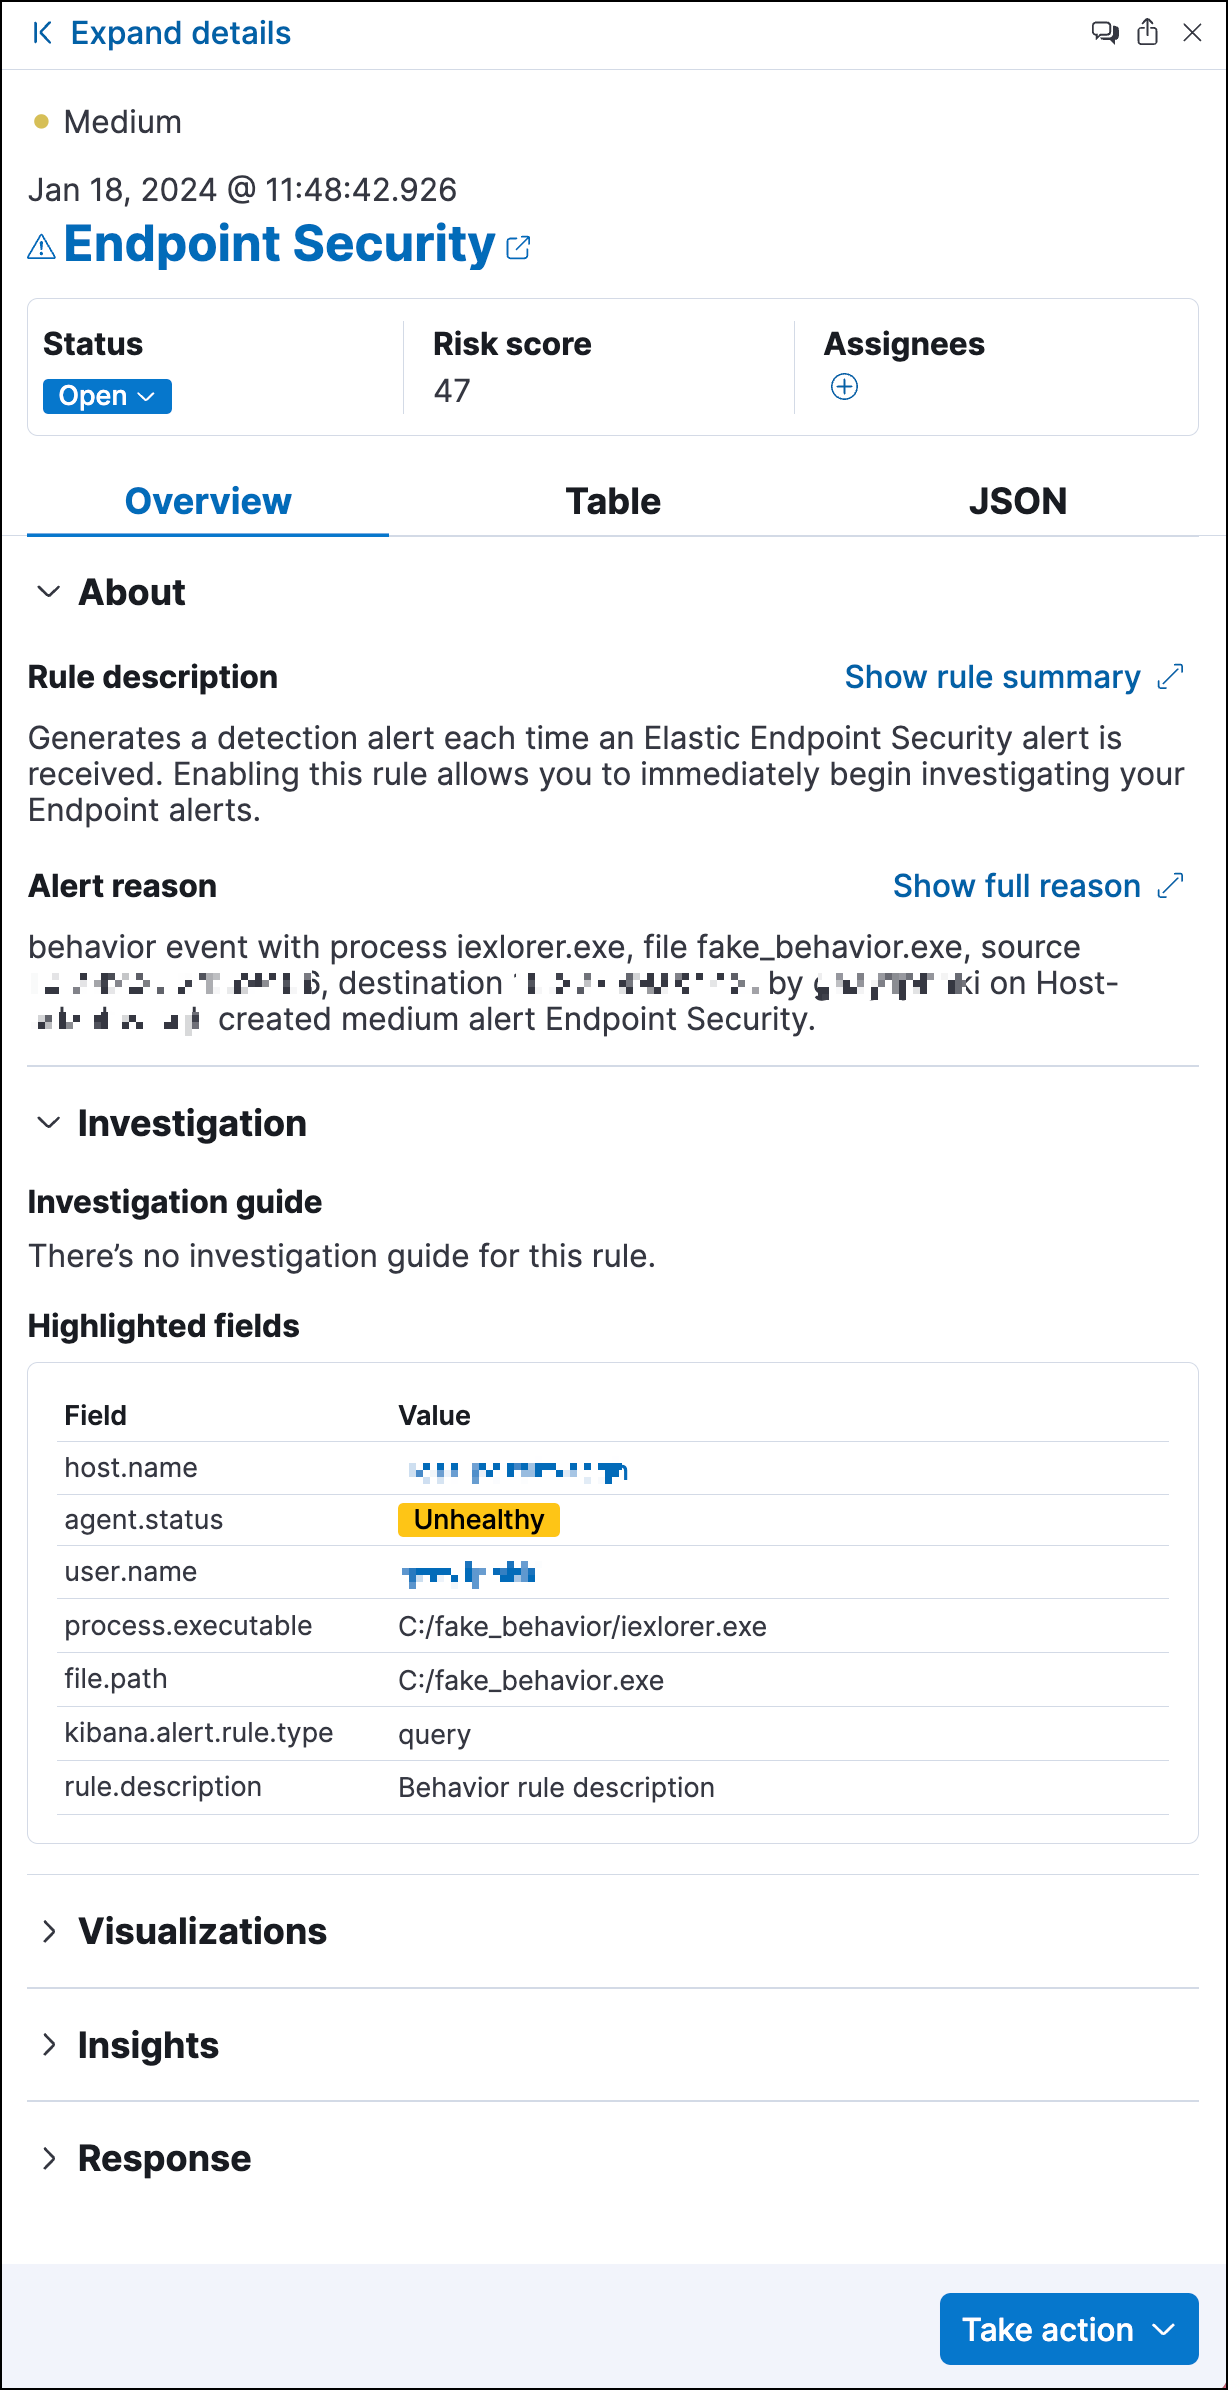 Expand details
Medium
Jan 18, 2024 @ 11:48:42.926
Endpoint Security
Status
Risk score
Assignees
Open
47
Overview
Table
JSON
About
Rule description
Show rule summary
Generates a detection alert each time an Elastic Endpoint Security alert is
received. Enabling this rule allows you to immediately begin investigating your
Endpoint alerts.
Alert reason
Show full reason
behavior event with process iexlorer.exe, file fake_behavior.exe, source
, destination by on Host-
created medium alert Endpoint Security.
Investigation
Investigation guide
There’s no investigation guide for this rule.
Highlighted fields
Field Value
host.name
agent.status Unhealthy
user.name
process.executable C:/fake_behavior/iexlorer.exe
file.path C:/fake_behavior.exe
kibana.alert.rule.type query
rule.description Behavior rule description
Visualizations
Insights
Response
Take action